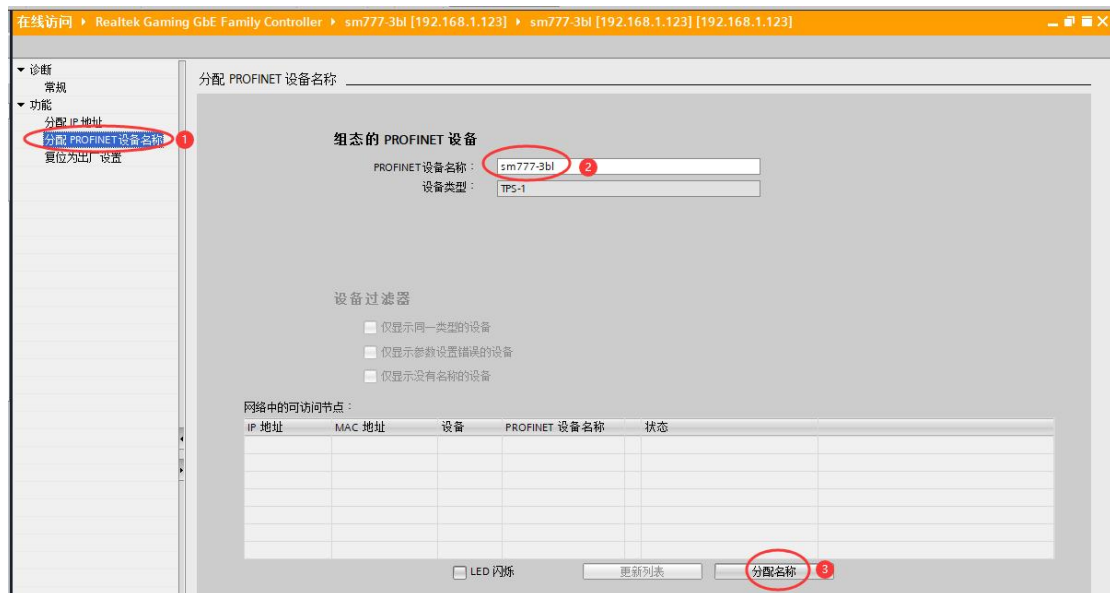 在线访问 ▸ Realtek Gaming GbE Family Controller ▸ sm777-3bl [192.168.1.123] ▸ sm777-3bl [192.168.1.123] [192.168.1.123]
诊断
常规
功能
分配 IP 地址
分配 PROFINET设备名称 1
复位为出厂设置
分配 PROFINET 设备名称
组态的 PROFINET 设备
PROFINET设备名称： sm777-3bl 2
设备类型： TPS-1
设备过滤器
仅显示同一类型的设备
仅显示参数设置错误的设备
仅显示没有名称的设备
网络中的可访问节点：
IP 地址 MAC 地址 设备 PROFINET 设备名称 状态
LED 闪烁 更新列表 分配名称 3